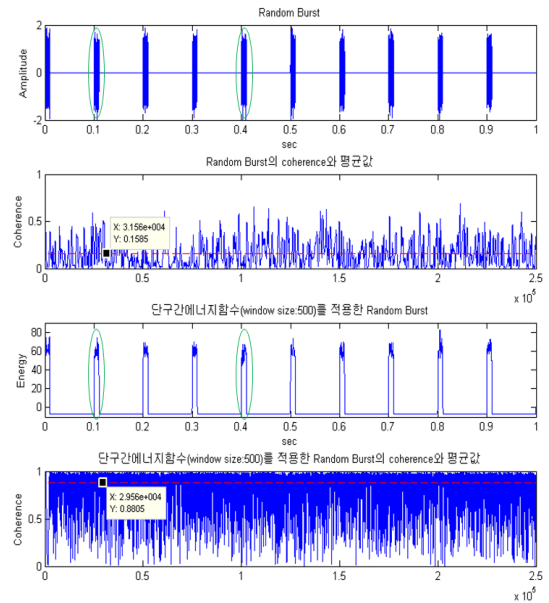 Random Burst
2
0
-2
Amplitude
0 0.1 0.2 0.3 0.4 0.5 0.6 0.7 0.8 0.9 1
sec
Random Burst의 coherence와 평균값
1
0.5
0
Coherence
X: 3.156e+004
Y: 0.1585
0 0.5 1 1.5 2 2.5
x 10^5
단구간에너지함수(window size:500)를 적용한 Random Burst
80
60
40
20
0
Energy
0 0.1 0.2 0.3 0.4 0.5 0.6 0.7 0.8 0.9 1
sec
단구간에너지함수(window size:500)를 적용한 Random Burst의 coherence와 평균값
1
0.5
0
Coherence
X: 2.956e+004
Y: 0.8805
0 0.5 1 1.5 2 2.5
x 10^5